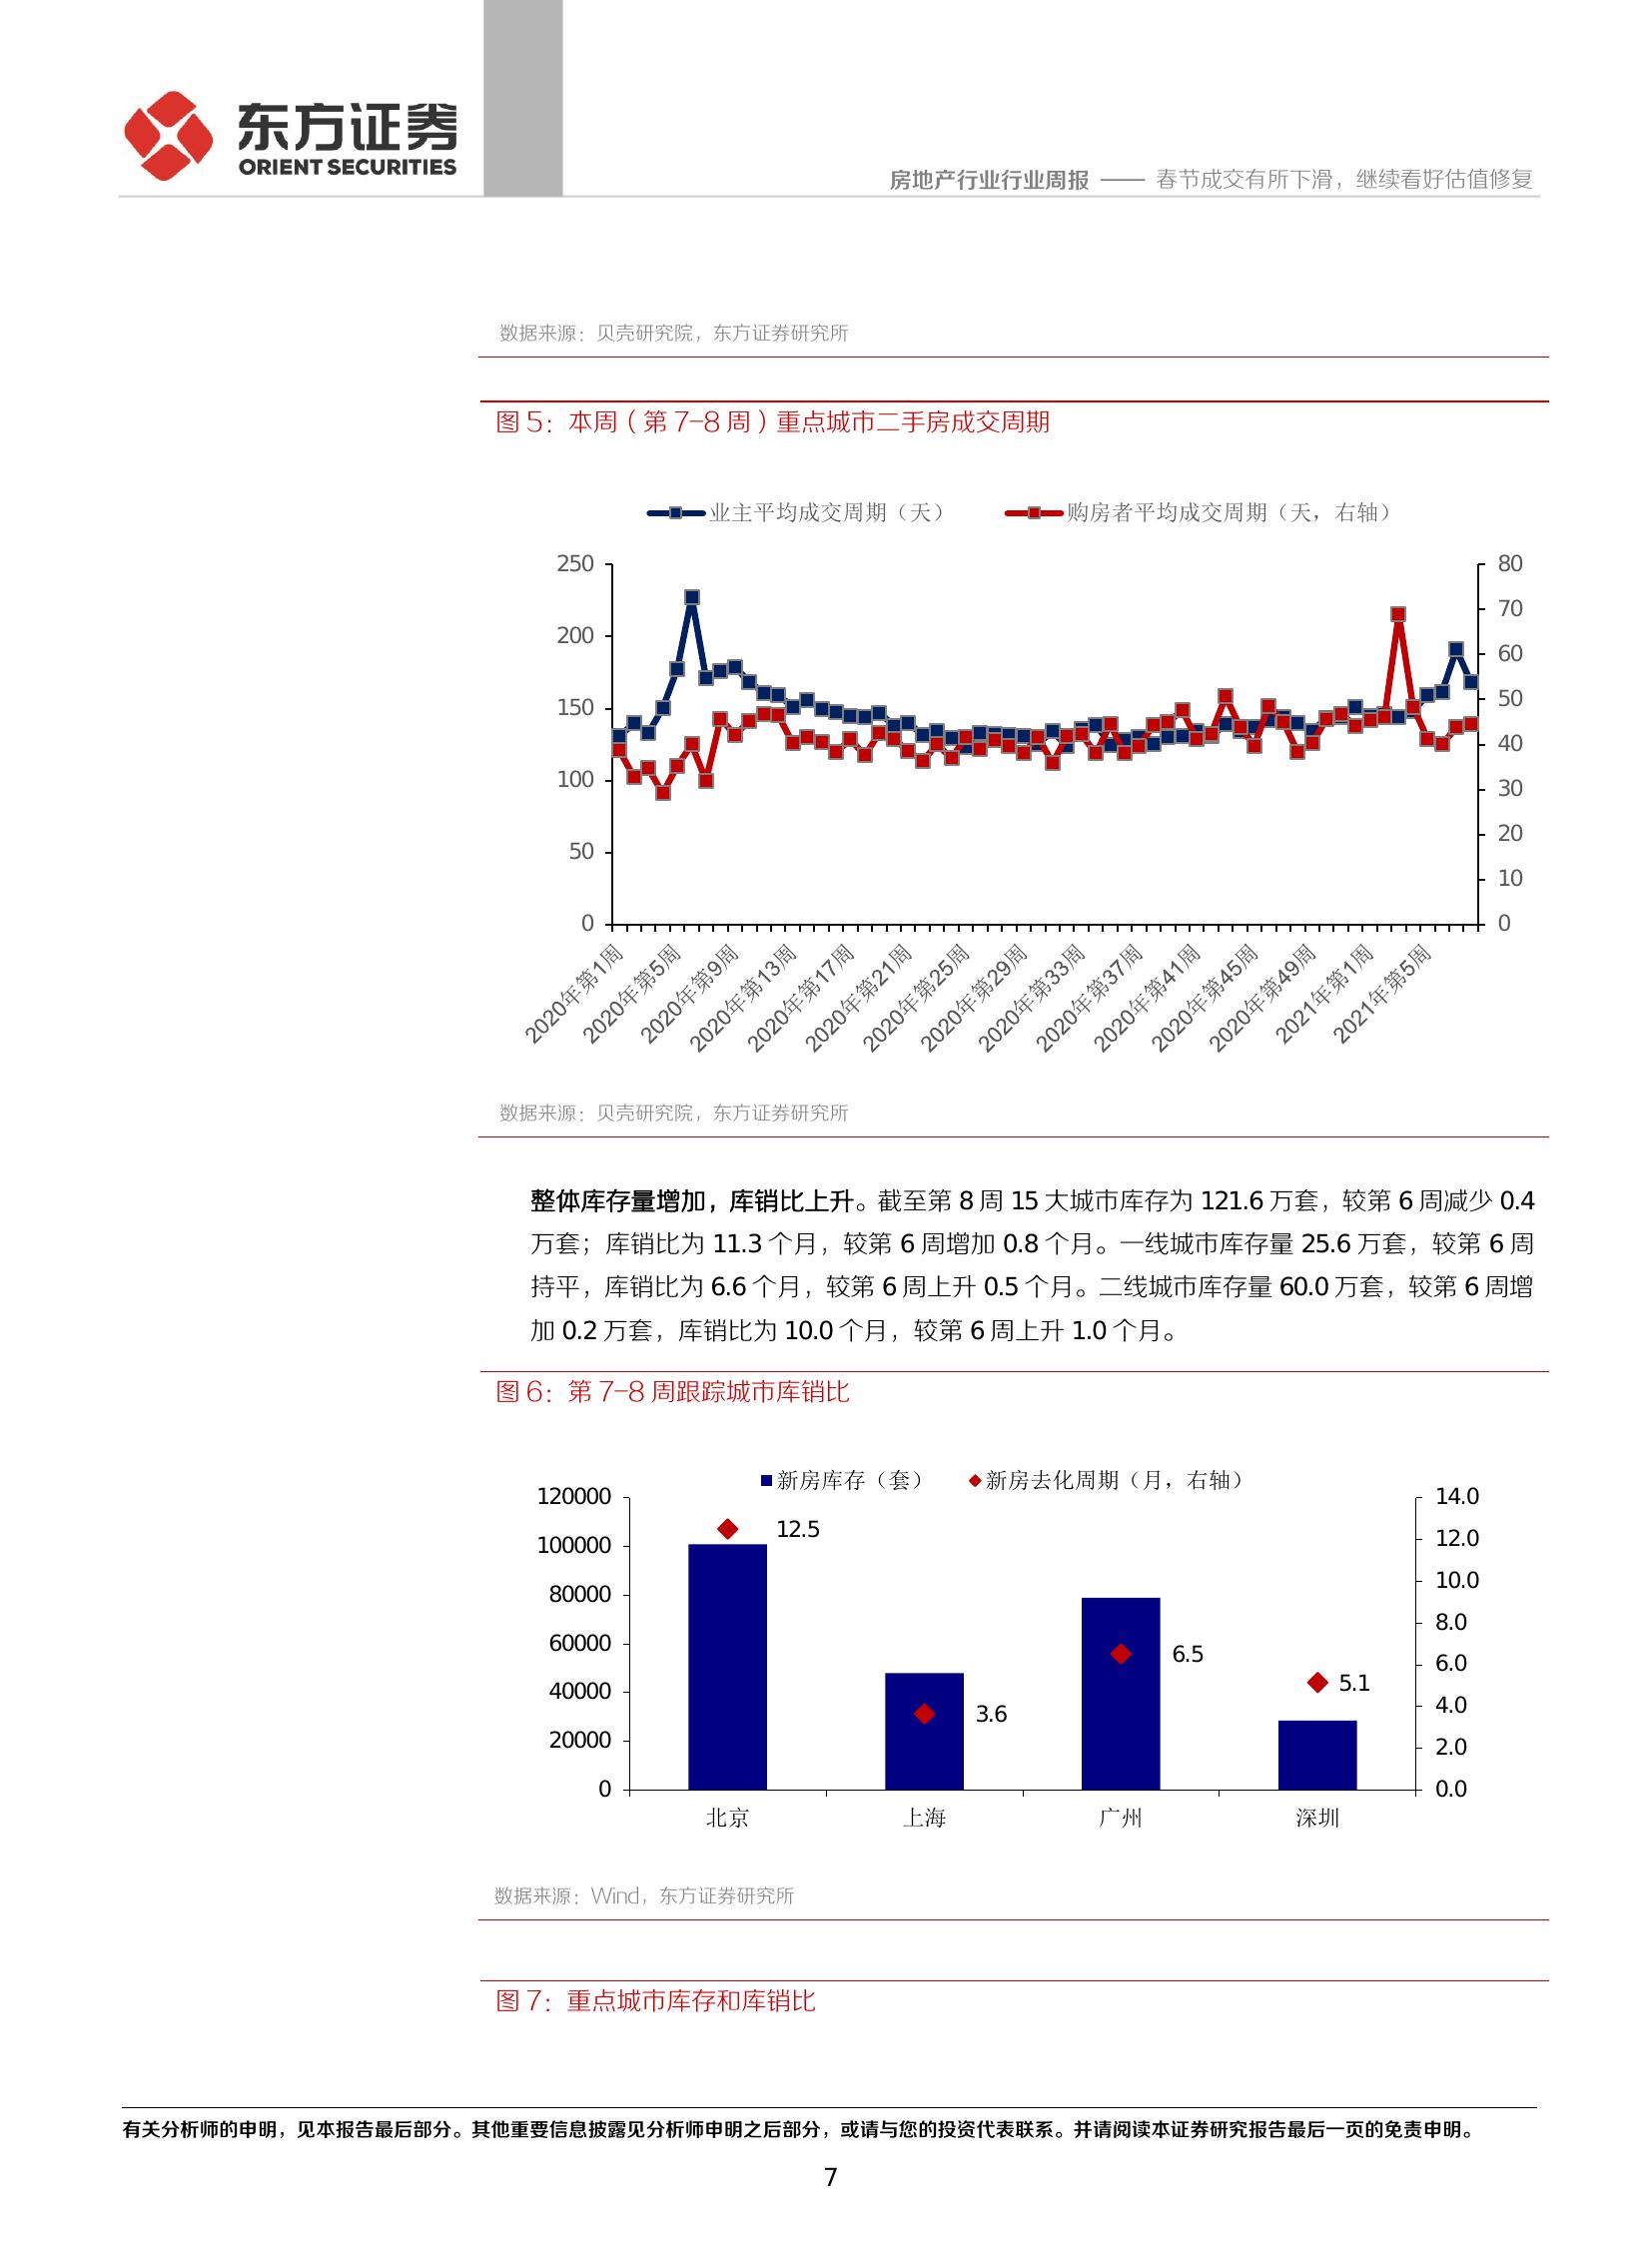 东方证券
ORIENT SECURITIES
房地产行业行业周报 —— 春节成交有所下滑，继续看好估值修复
数据来源：贝壳研究院，东方证券研究所
图 5：本周（第 7-8 周）重点城市二手房成交周期
业主平均成交周期（天）
购房者平均成交周期（天，右轴）
250
200
150
100
50
0
80
70
60
50
40
30
20
10
0
2020年第1周
2020年第5周
2020年第9周
2020年第13周
2020年第17周
2020年第21周
2020年第25周
2020年第29周
2020年第33周
2020年第37周
2020年第41周
2020年第45周
2020年第49周
2021年第1周
2021年第5周
数据来源：贝壳研究院，东方证券研究所
整体库存量增加，库销比上升。截至第 8 周 15 大城市库存为 121.6 万套，较第 6 周减少 0.4
万套；库销比为 11.3 个月，较第 6 周增加 0.8 个月。一线城市库存量 25.6 万套，较第 6 周
持平，库销比为 6.6 个月，较第 6 周上升 0.5 个月。二线城市库存量 60.0 万套，较第 6 周增
加 0.2 万套，库销比为 10.0 个月，较第 6 周上升 1.0 个月。
图 6：第 7-8 周跟踪城市库销比
新房库存（套）
新房去化周期（月，右轴）
120000
100000
80000
60000
40000
20000
0
14.0
12.0
10.0
8.0
6.0
4.0
2.0
0.0
12.5
3.6
6.5
5.1
北京
上海
广州
深圳
数据来源：Wind，东方证券研究所
图 7：重点城市库存和库销比
有关分析师的申明，见本报告最后部分。其他重要信息披露见分析师申明之后部分，或请与您的投资代表联系。并请阅读本证券研究报告最后一页的免责申明。
7